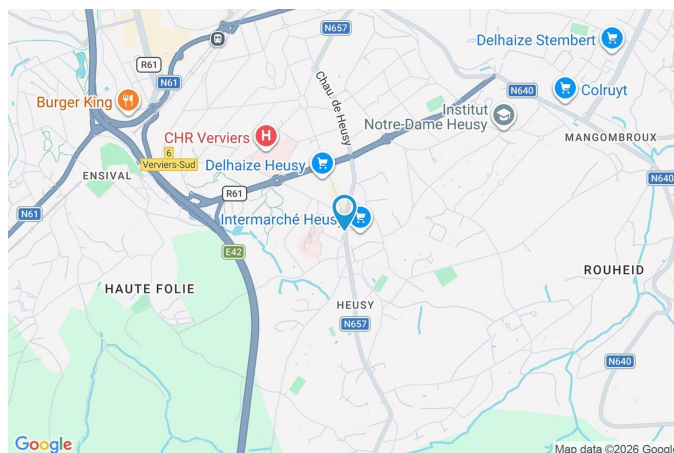 N657
Delhaize Stembert
R61
N61
Chau. de Heusy
N640
Colruyt
Burger King
Institut
Notre-Dame Heusy
CHR Verviers
MANGOMBROUX
6
Verviers-Sud
Delhaize Heusy
ENSIVAL
N640
R61
N61
Intermarché Heusy
E42
ROUHEID
HAUTE FOLIE
HEUSY
N657
N640
Google
Map data ©2026 Google